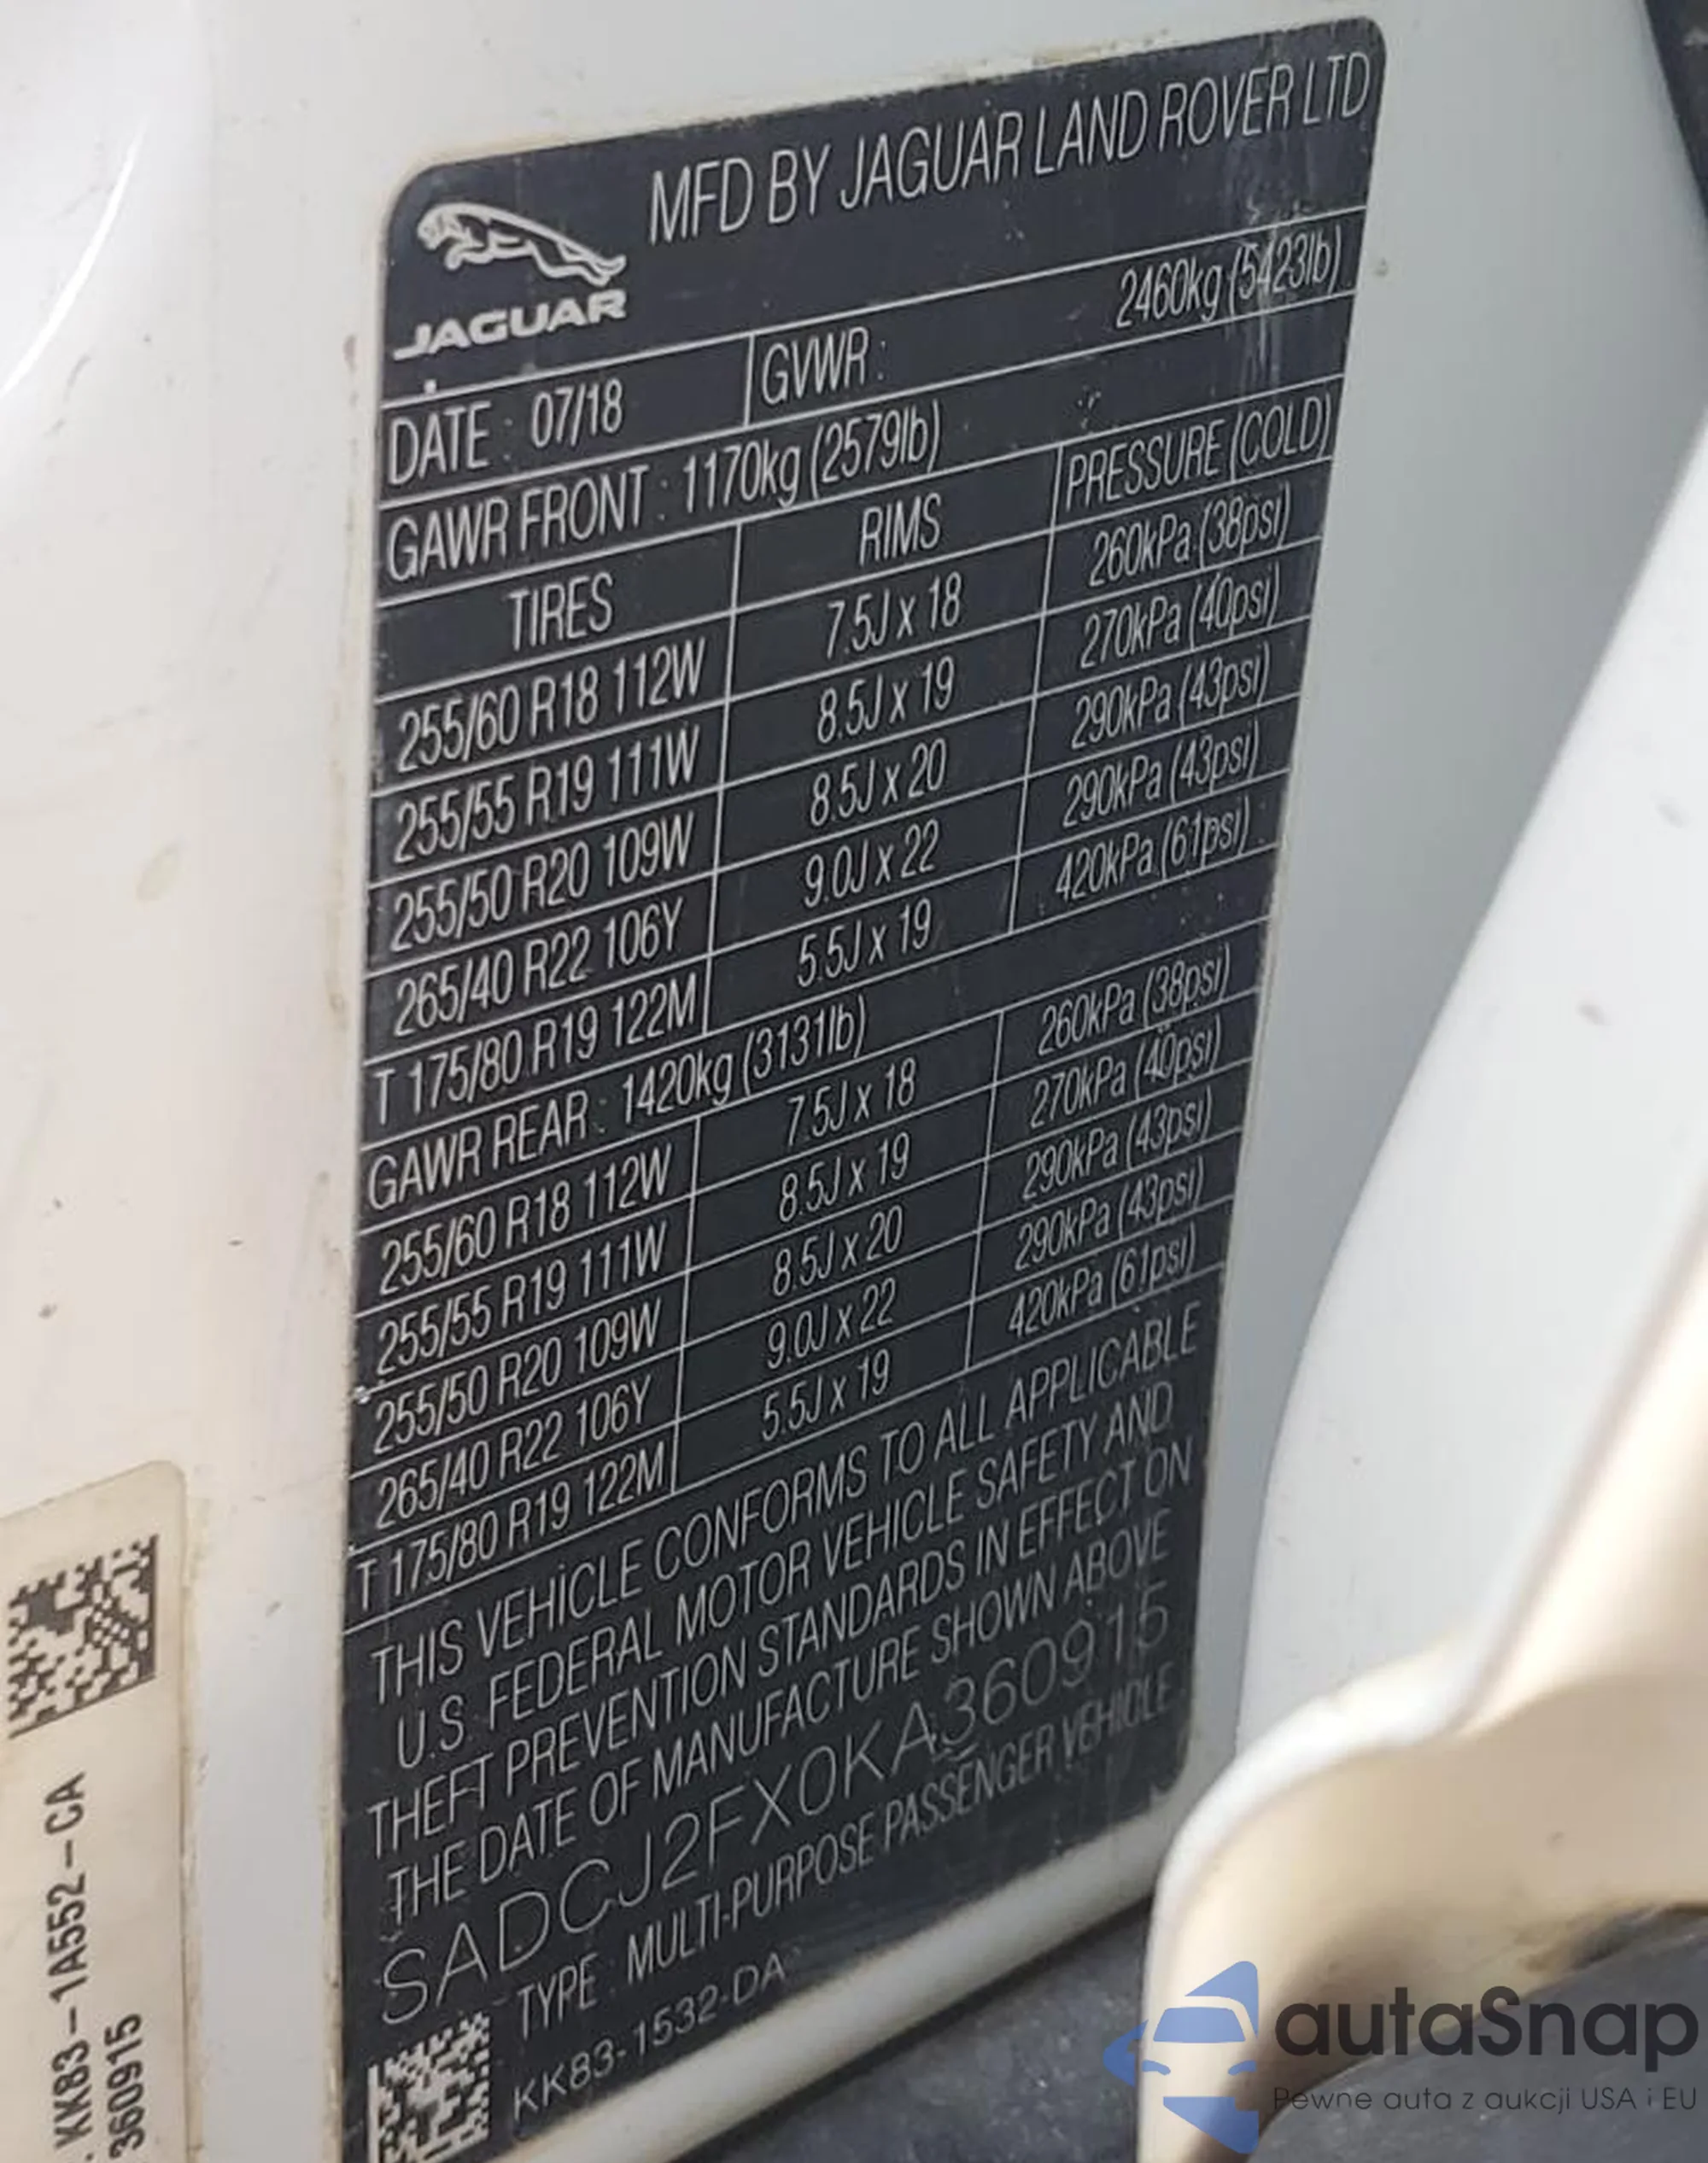 JAGUAR
MFD BY JAGUAR LAND ROVER LTD
DATE : 07/18 GVWR : 2460kg (5423lb)
GAWR FRONT : 1170kg (2579lb)
TIRES RIMS PRESSURE (COLD)
255/60 R18 112W 7.5J x 18 260kPa (38psi)
255/55 R19 111W 8.5J x 19 270kPa (40psi)
255/50 R20 109W 8.5J x 20 290kPa (43psi)
265/40 R22 106Y 9.0J x 22 290kPa (43psi)
T 175/80 R19 122M 5.5J x 19 420kPa (61psi)
GAWR REAR : 1420kg (3131lb)
255/60 R18 112W 7.5J x 18 260kPa (38psi)
255/55 R19 111W 8.5J x 19 270kPa (40psi)
255/50 R20 109W 8.5J x 20 290kPa (43psi)
265/40 R22 106Y 9.0J x 22 290kPa (43psi)
T 175/80 R19 122M 5.5J x 19 420kPa (61psi)
THIS VEHICLE CONFORMS TO ALL APPLICABLE
U.S. FEDERAL MOTOR VEHICLE SAFETY AND
THEFT PREVENTION STANDARDS IN EFFECT ON
THE DATE OF MANUFACTURE SHOWN ABOVE
SADCJ2FX0KA360915
TYPE : MULTI-PURPOSE PASSENGER VEHICLE
KK83-1532-DA
KK83-1A552-CA
360915
autaSnap
Pewne auta z aukcji USA i EU